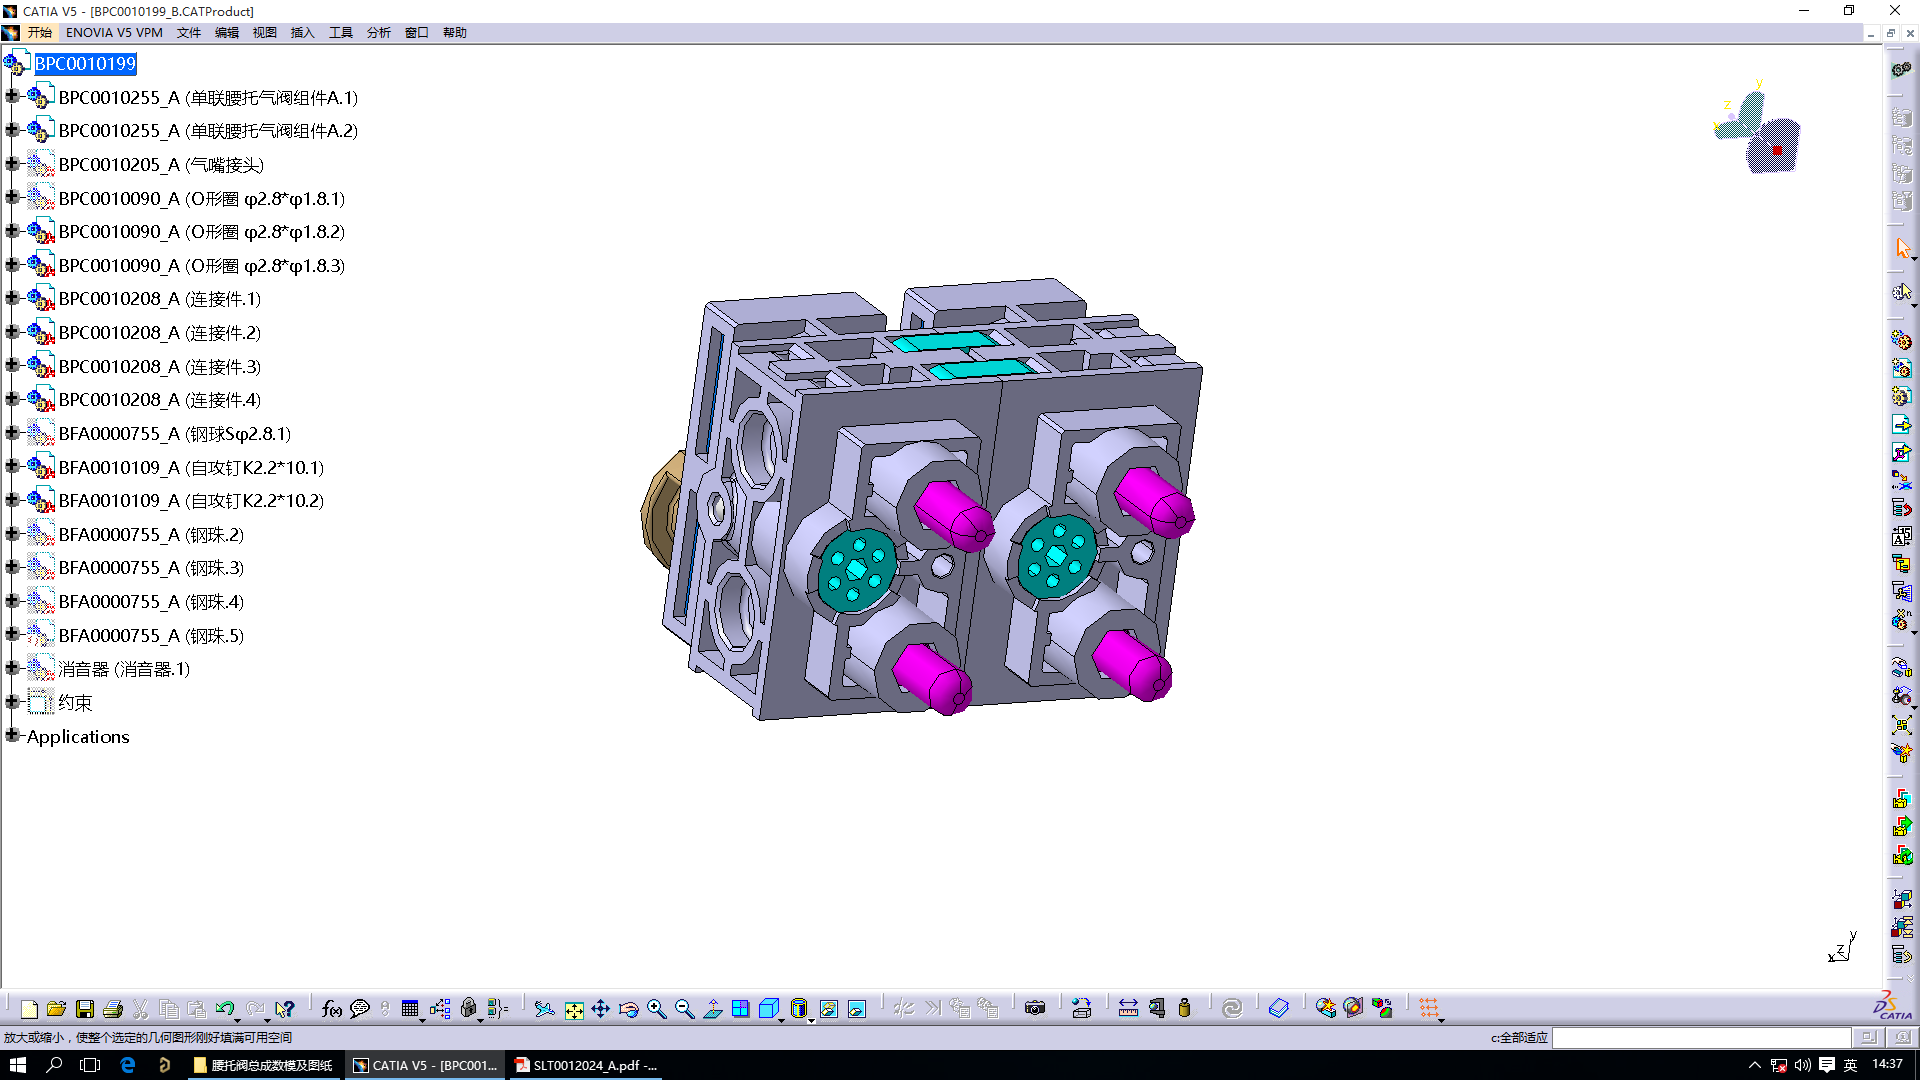 CATIA V5 - [BPC0010199_B.CATProduct]
开始 ENOVIA V5 VPM 文件 编辑 视图 插入 工具 分析 窗口 帮助
BPC0010199
BPC0010255_A (单联腰托气阀组件A.1)
BPC0010255_A (单联腰托气阀组件A.2)
BPC0010205_A (气嘴接头)
BPC0010090_A (O形圈 φ2.8*φ1.8.1)
BPC0010090_A (O形圈 φ2.8*φ1.8.2)
BPC0010090_A (O形圈 φ2.8*φ1.8.3)
BPC0010208_A (连接件.1)
BPC0010208_A (连接件.2)
BPC0010208_A (连接件.3)
BPC0010208_A (连接件.4)
BFA0000755_A (钢球Sφ2.8.1)
BFA0010109_A (自攻钉K2.2*10.1)
BFA0010109_A (自攻钉K2.2*10.2)
BFA0000755_A (钢珠.2)
BFA0000755_A (钢珠.3)
BFA0000755_A (钢珠.4)
BFA0000755_A (钢珠.5)
消音器 (消音器.1)
约束
Applications
y
z
y
z
x
CATIA
放大或缩小，使整个选定的几何图形刚好填满可用空间
c:全部适应
腰托阀总成数模及图纸
CATIA V5 - [BPC001...
SLT0012024_A.pdf -...
英
14:37